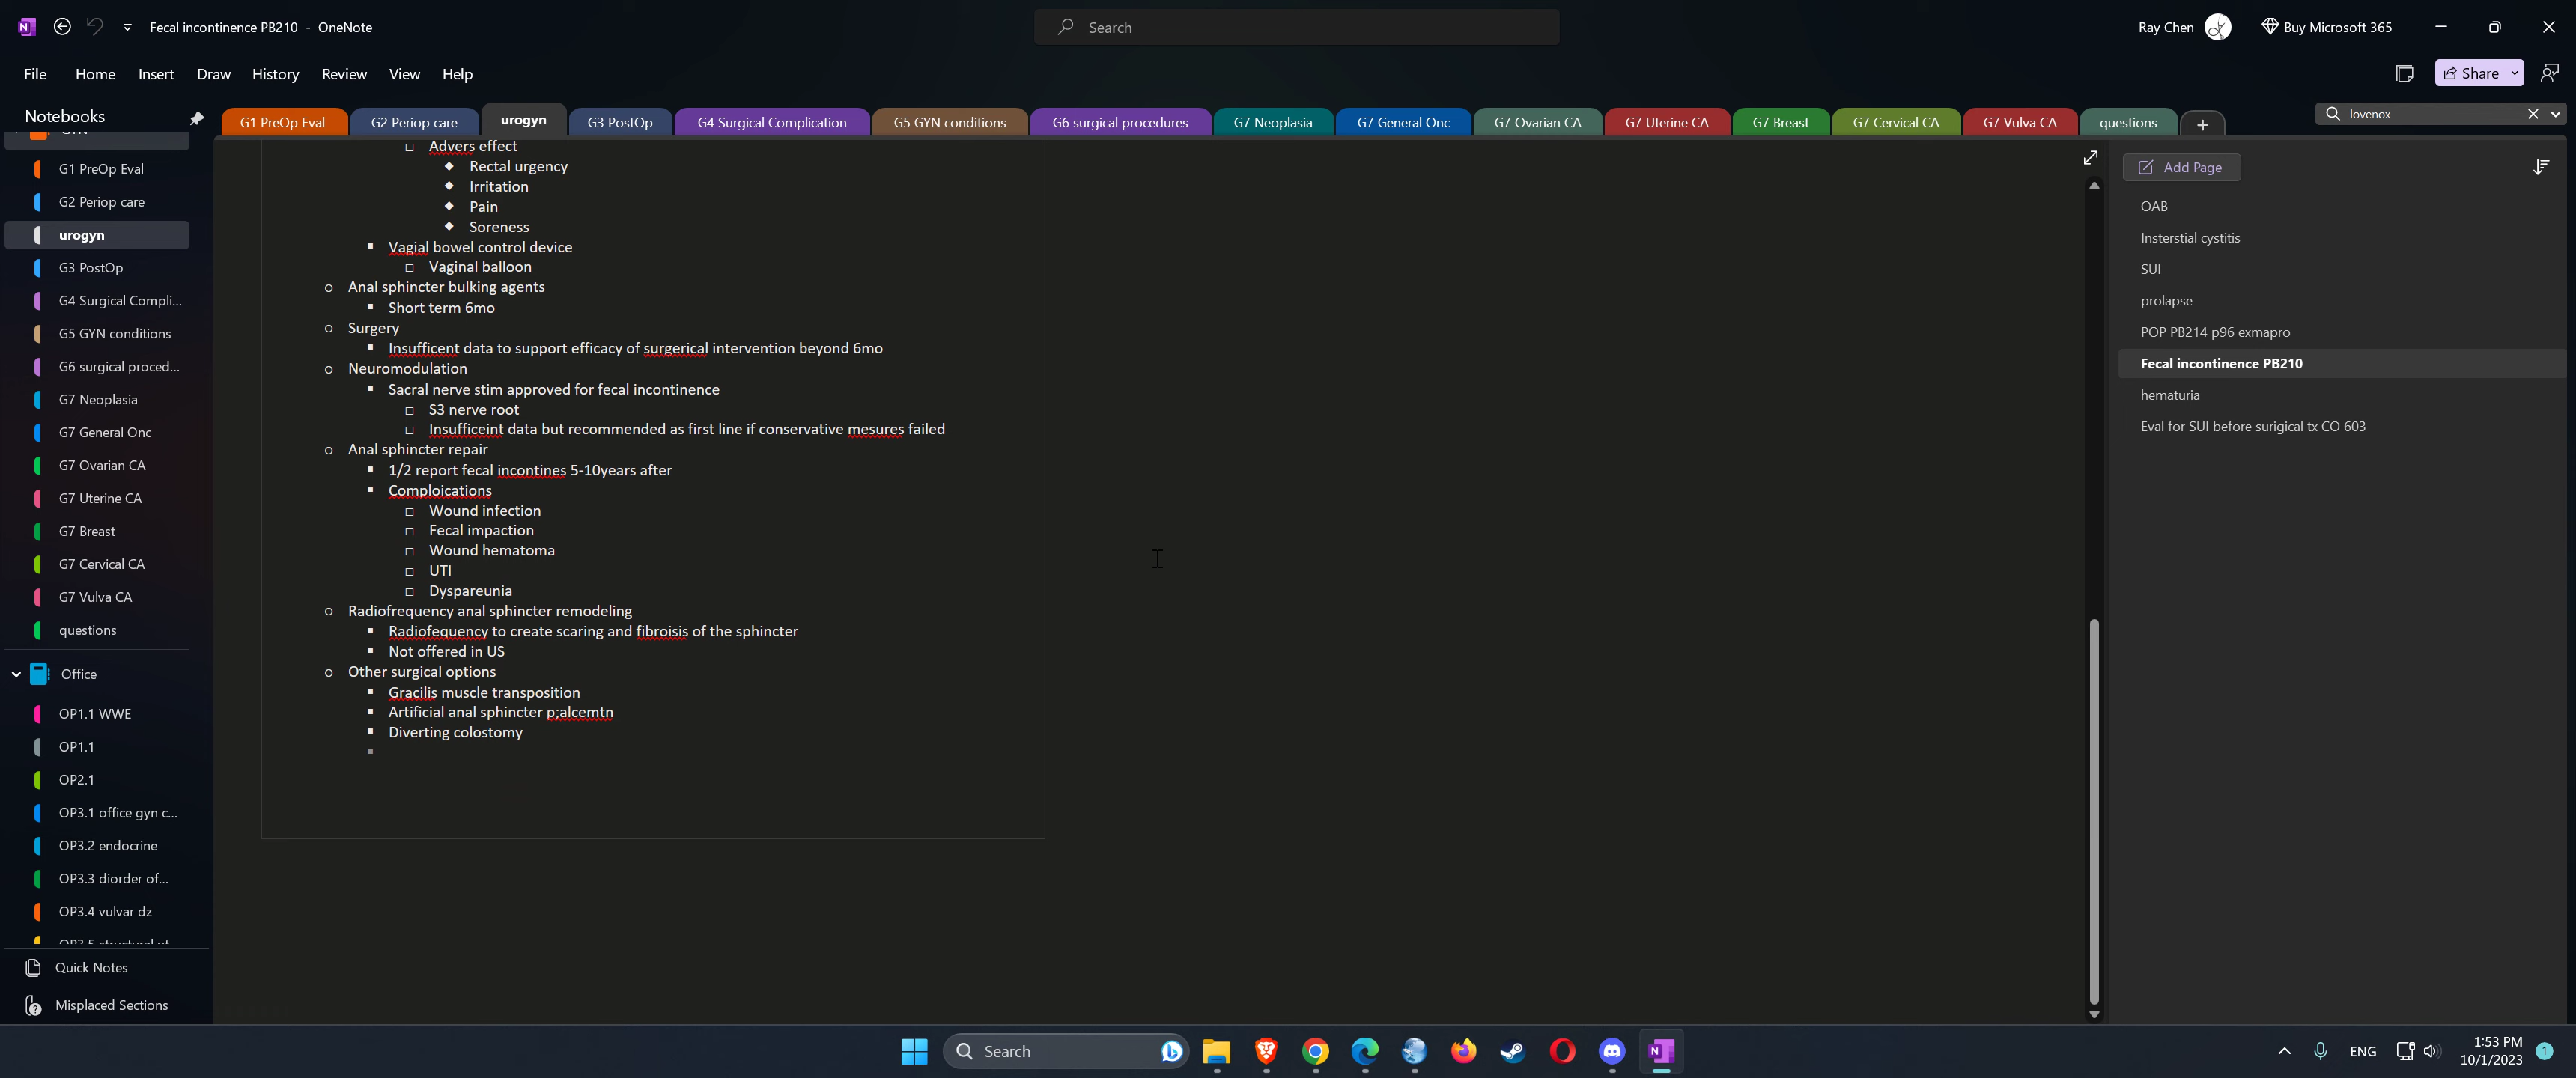 Fecal incontinence PB210 - OneNote
Search
Ray Chen
Buy Microsoft 365
File Home Insert Draw History Review View Help
Share
Notebooks
G1 PreOp Eval
G2 Periop care
urogyn
G3 PostOp
G4 Surgical Complication
G5 GYN conditions
G6 surgical procedures
G7 Neoplasia
G7 General Onc
G7 Ovarian CA
G7 Uterine CA
G7 Breast
G7 Cervical CA
G7 Vulva CA
questions
lovenox
G1 PreOp Eval
G2 Periop care
urogyn
G3 PostOp
G4 Surgical Compli...
G5 GYN conditions
G6 surgical proced...
G7 Neoplasia
G7 General Onc
G7 Ovarian CA
G7 Uterine CA
G7 Breast
G7 Cervical CA
G7 Vulva CA
questions
Office
OP1.1 WWE
OP1.1
OP2.1
OP3.1 office gyn c...
OP3.2 endocrine
OP3.3 diorder of...
OP3.4 vulvar dz
Quick Notes
Misplaced Sections
Advers effect
Rectal urgency
Irritation
Pain
Soreness
Vagial bowel control device
Vaginal balloon
Anal sphincter bulking agents
Short term 6mo
Surgery
Insufficent data to support efficacy of surgerical intervention beyond 6mo
Neuromodulation
Sacral nerve stim approved for fecal incontinence
S3 nerve root
Insufficeint data but recommended as first line if conservative mesures failed
Anal sphincter repair
1/2 report fecal incontines 5-10years after
Comploications
Wound infection
Fecal impaction
Wound hematoma
UTI
Dyspareunia
Radiofrequency anal sphincter remodeling
Radiofequency to create scaring and fibroisis of the sphincter
Not offered in US
Other surgical options
Gracilis muscle transposition
Artificial anal sphincter p;alcemtn
Diverting colostomy
Add Page
OAB
Insterstial cystitis
SUI
prolapse
POP PB214 p96 exmapro
Fecal incontinence PB210
hematuria
Eval for SUI before surigical tx CO 603
Search
ENG
1:53 PM
10/1/2023
1